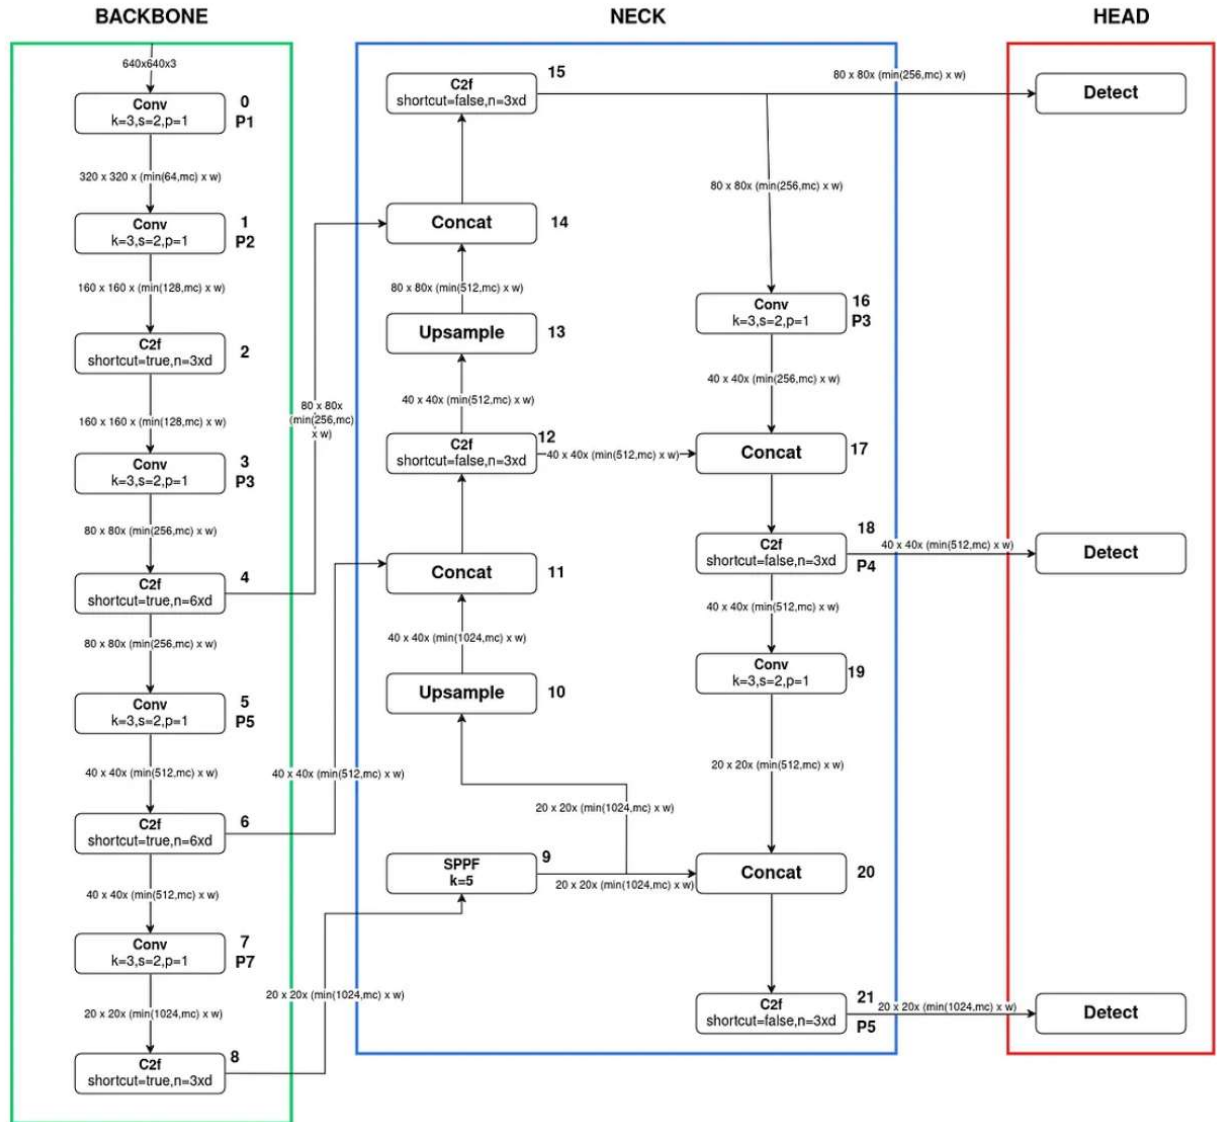 BACKBONE
NECK
HEAD
640x640x3
Conv
k=3,s=2,p=1
0
P1
320 x 320 x (min(64,mc) x w)
Conv
k=3,s=2,p=1
1
P2
160 x 160 x (min(128,mc) x w)
C2f
shortcut=true,n=3xd
2
160 x 160 x (min(128,mc) x w)
Conv
k=3,s=2,p=1
3
P3
80 x 80x (min(256,mc) x w)
C2f
shortcut=true,n=6xd
4
80 x 80x (min(256,mc) x w)
Conv
k=3,s=2,p=1
5
P5
40 x 40x (min(512,mc) x w)
C2f
shortcut=true,n=6xd
6
40 x 40x (min(512,mc) x w)
Conv
k=3,s=2,p=1
7
P7
20 x 20x (min(1024,mc) x w)
C2f
shortcut=true,n=3xd
8
80 x 80x
(min(256,mc)
x w)
40 x 40x (min(512,mc) x w)
20 x 20x (min(1024,mc) x w)
C2f
shortcut=false,n=3xd
15
Concat
14
80 x 80x (min(512,mc) x w)
Upsample
13
40 x 40x (min(512,mc) x w)
C2f
shortcut=false,n=3xd
12
40 x 40x (min(512,mc) x w)
Concat
11
40 x 40x (min(1024,mc) x w)
Upsample
10
20 x 20x (min(1024,mc) x w)
SPPF
k=5
9
20 x 20x (min(1024,mc) x w)
80 x 80x (min(256,mc) x w)
80 x 80x (min(256,mc) x w)
Conv
k=3,s=2,p=1
16
P3
40 x 40x (min(256,mc) x w)
Concat
17
C2f
shortcut=false,n=3xd
18
P4
40 x 40x (min(512,mc) x w)
40 x 40x (min(512,mc) x w)
Conv
k=3,s=2,p=1
19
20 x 20x (min(512,mc) x w)
Concat
20
C2f
shortcut=false,n=3xd
21
P5
20 x 20x (min(1024,mc) x w)
Detect
Detect
Detect